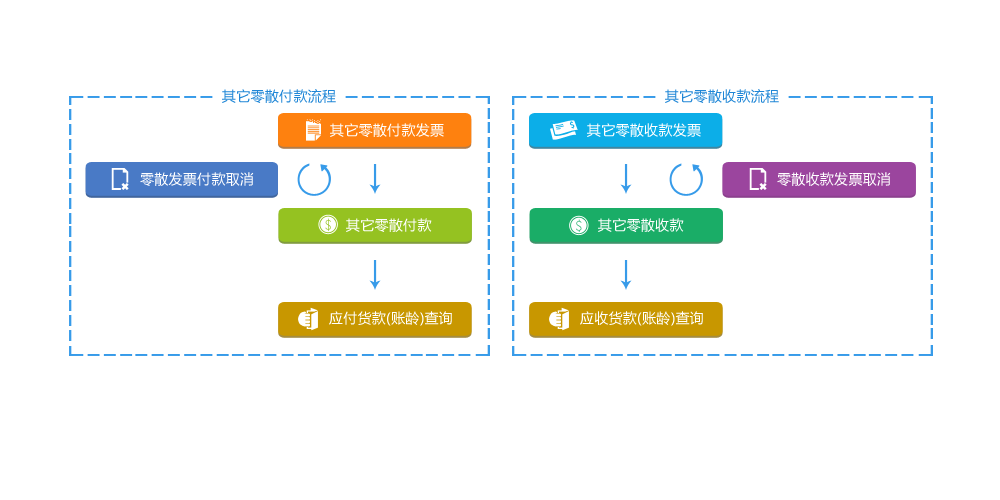 其它零散付款流程
其它零散付款发票
零散发票付款取消
其它零散付款
应付货款(账龄)查询
其它零散收款流程
其它零散收款发票
零散收款发票取消
其它零散收款
应收货款(账龄)查询